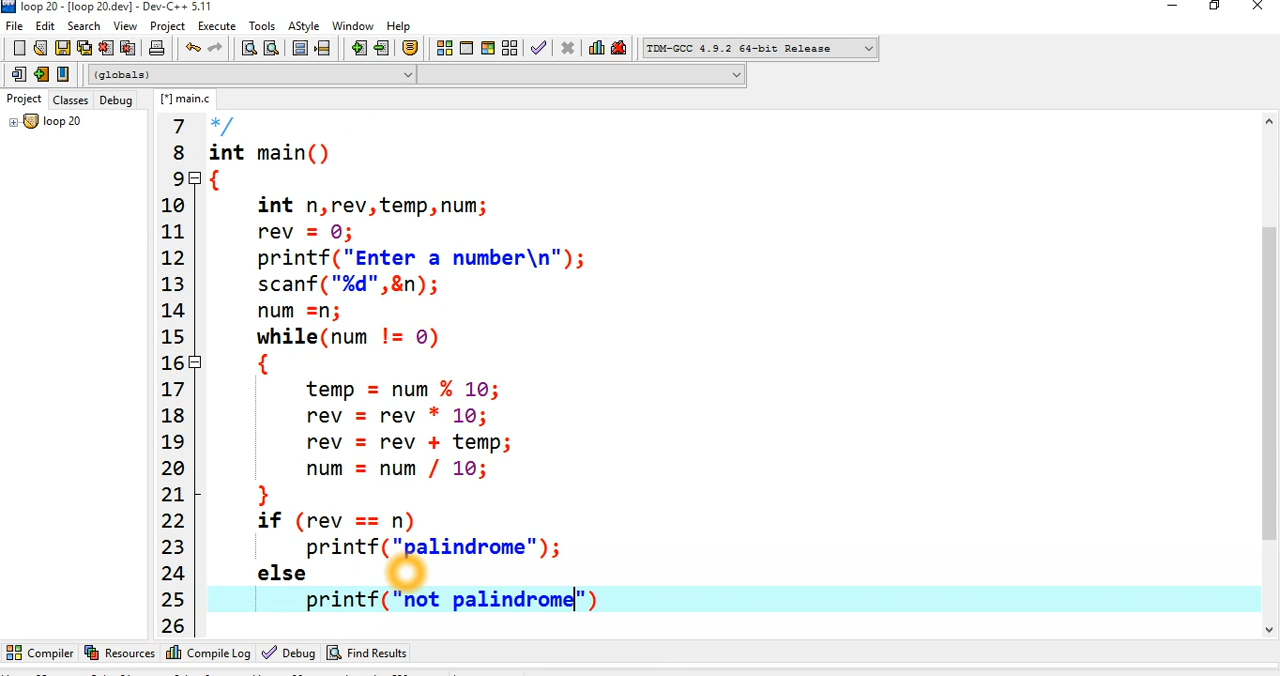 loop 20 - [loop 20.dev] - Dev-C++ 5.11
File Edit Search View Project Execute Tools AStyle Window Help
TDM-GCC 4.9.2 64-bit Release
(globals)
Project Classes Debug [*] main.c
loop 20
7 */
8 int main()
9 {
10 int n,rev,temp,num;
11 rev = 0;
12 printf("Enter a number\n");
13 scanf("%d",&n);
14 num =n;
15 while(num != 0)
16 {
17 temp = num % 10;
18 rev = rev * 10;
19 rev = rev + temp;
20 num = num / 10;
21 }
22 if (rev == n)
23 printf("palindrome");
24 else
25 printf("not palindrome")
26
Compiler Resources Compile Log Debug Find Results